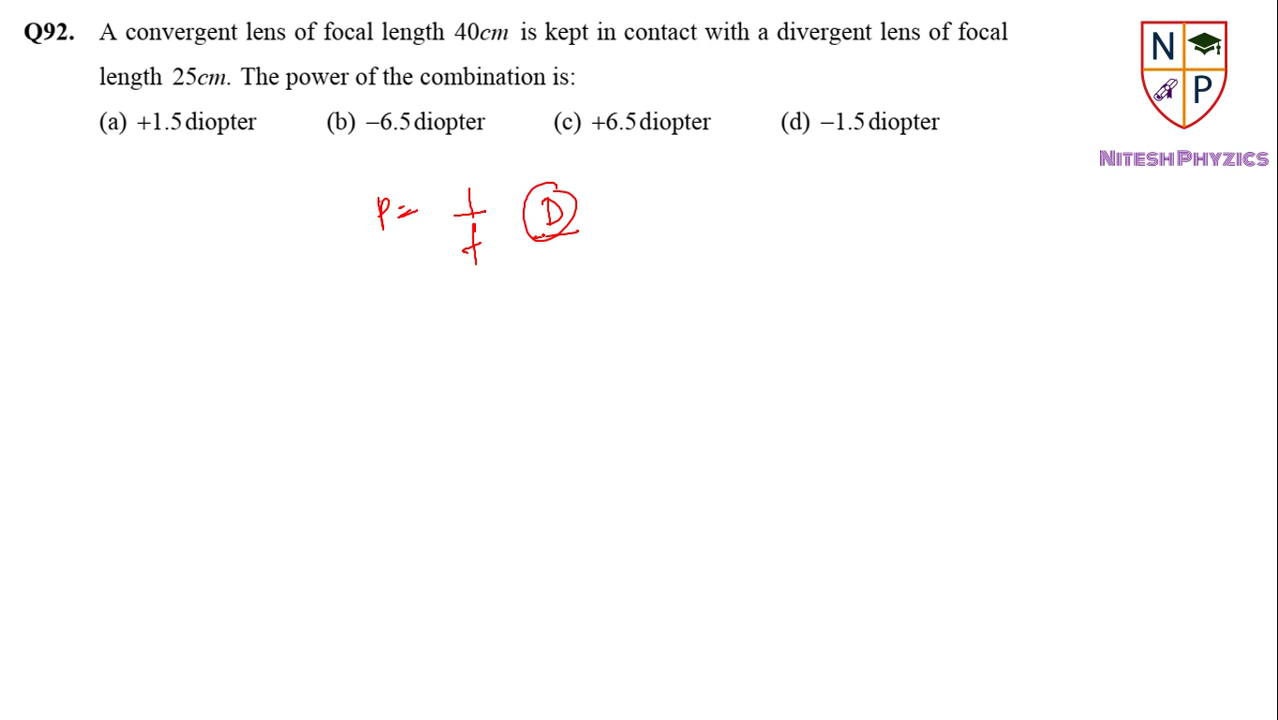 Q92. A convergent lens of focal length 40cm is kept in contact with a divergent lens of focal
length 25cm. The power of the combination is:
(a) +1.5 diopter (b) −6.5 diopter (c) +6.5 diopter (d) −1.5 diopter
N
P
NITESH PHYZICS
P = 1/f D